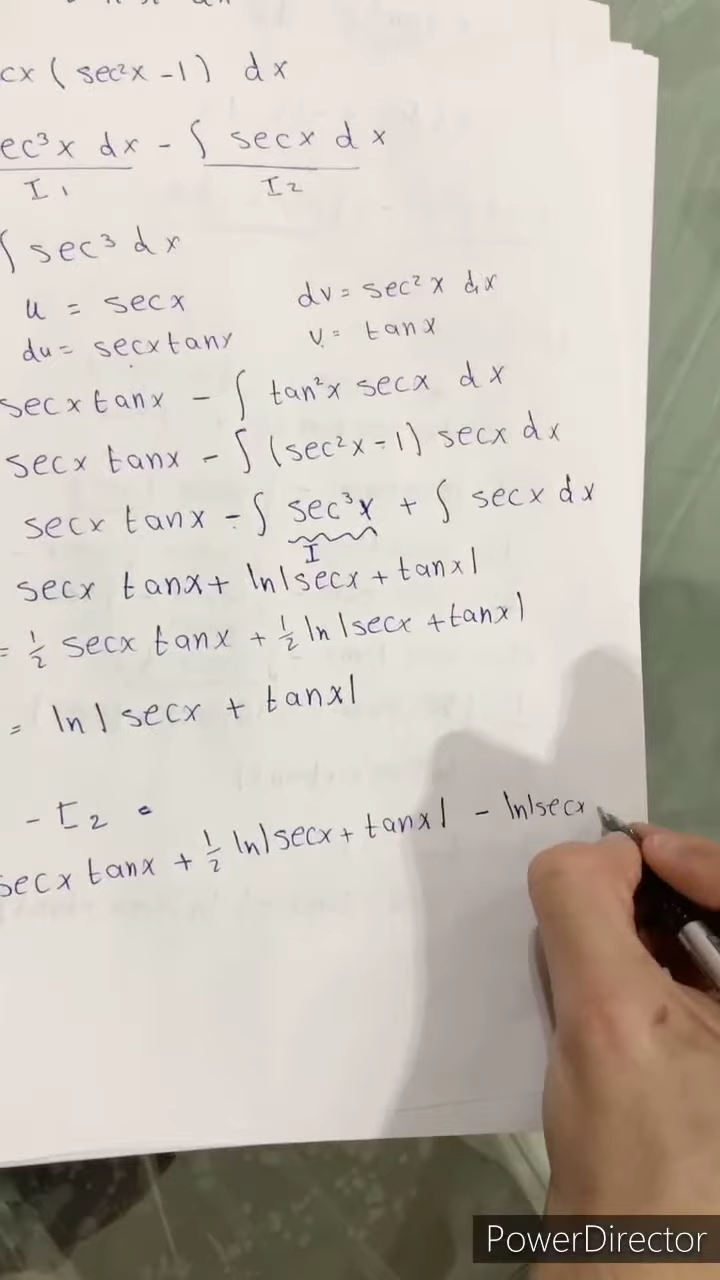 cx (sec²x -1) dx
ec³x dx - ∫ secx dx
I₁ I₂
∫ sec³ dx
u = secx dv = sec²x dx
du = secxtanx v = tanx
secx tanx - ∫ tan²x secx dx
secx tanx - ∫ (sec²x - 1) secx dx
secx tanx - ∫ sec³x + ∫ secx dx
I
secx tanx + ln|secx + tanx|
= ½ secx tanx + ½ ln|secx + tanx|
= ln|secx + tanx|
- I₂ =
secx tanx + ½ ln|secx + tanx| - ln|secx
PowerDirector